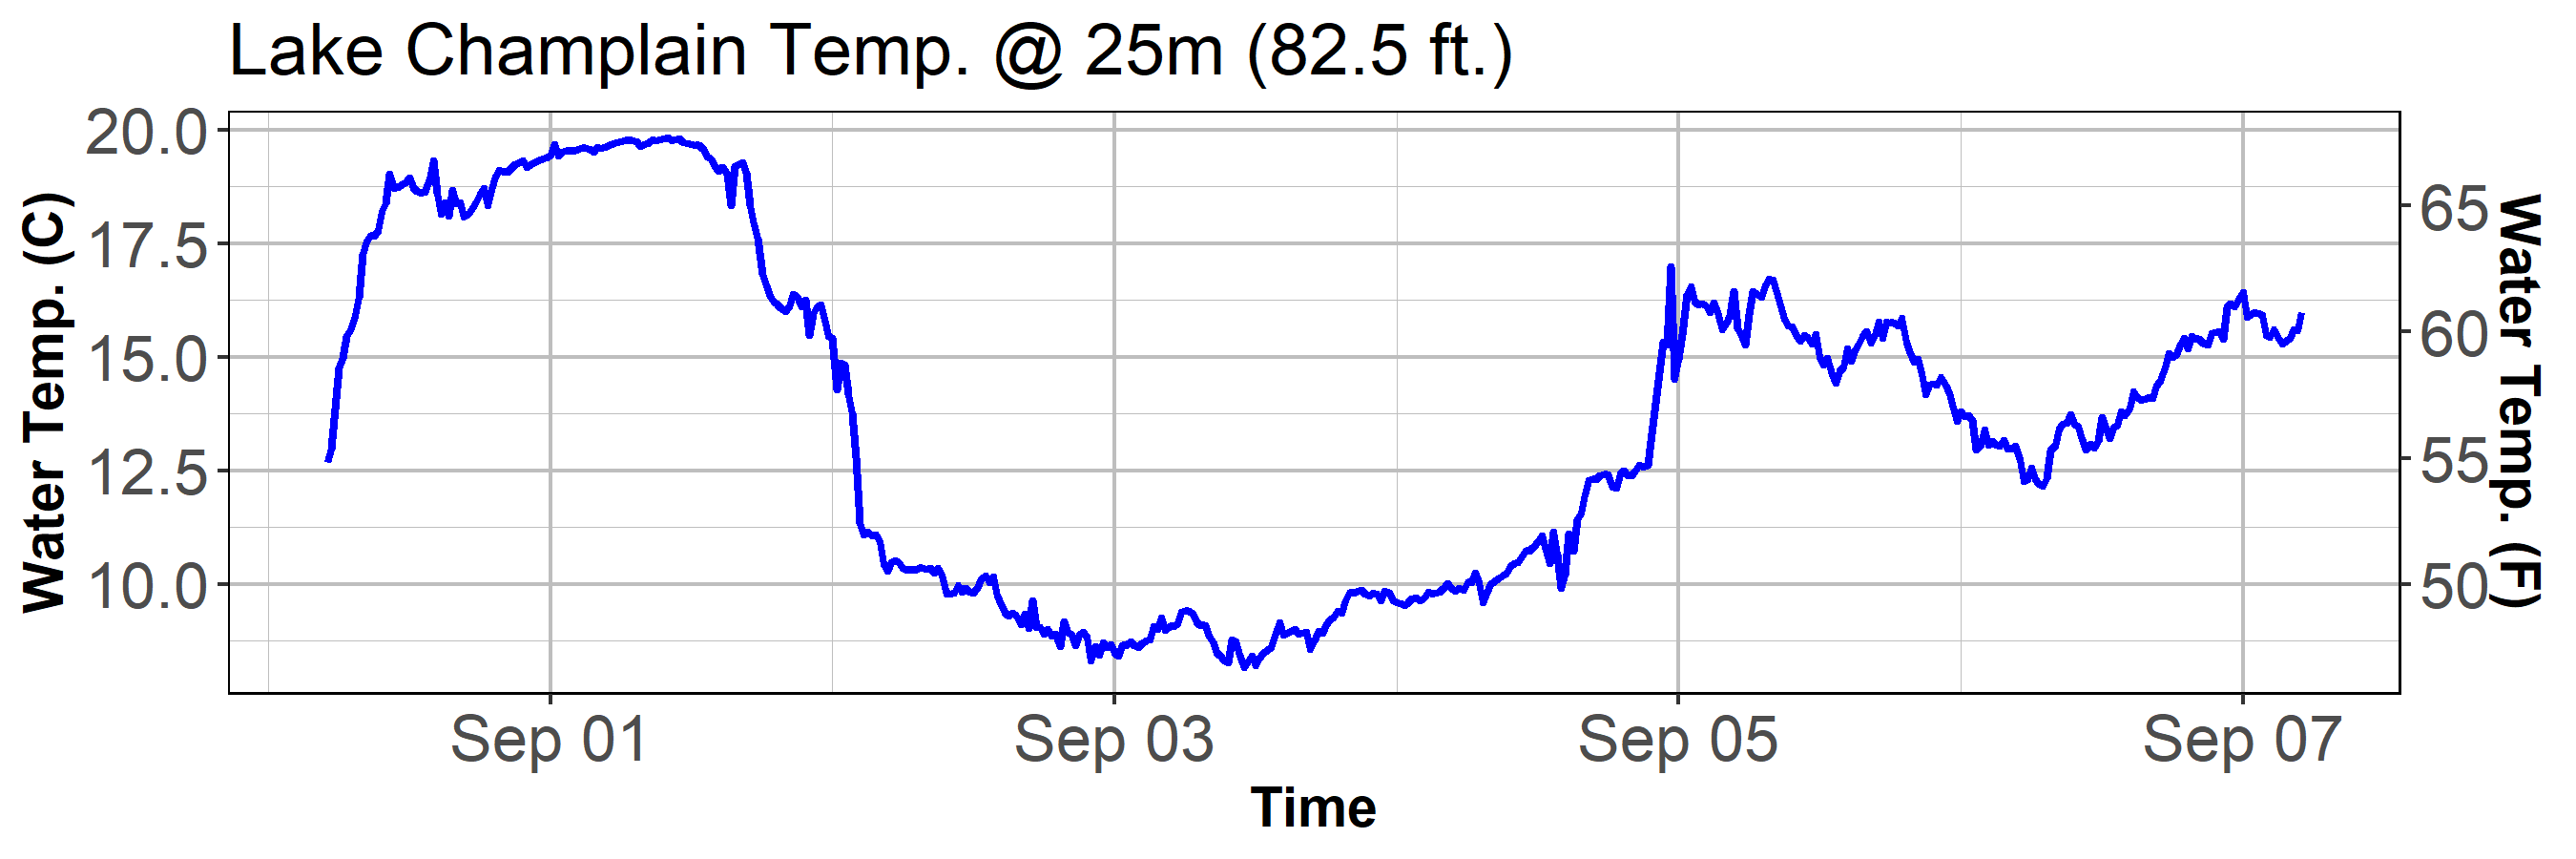 Lake Champlain Temp. @ 25m (82.5 ft.)
Water Temp. (C)
20.0
17.5
15.0
12.5
10.0
65
60
55
50
Water Temp. (F)
Sep 01 Sep 03 Sep 05 Sep 07
Time